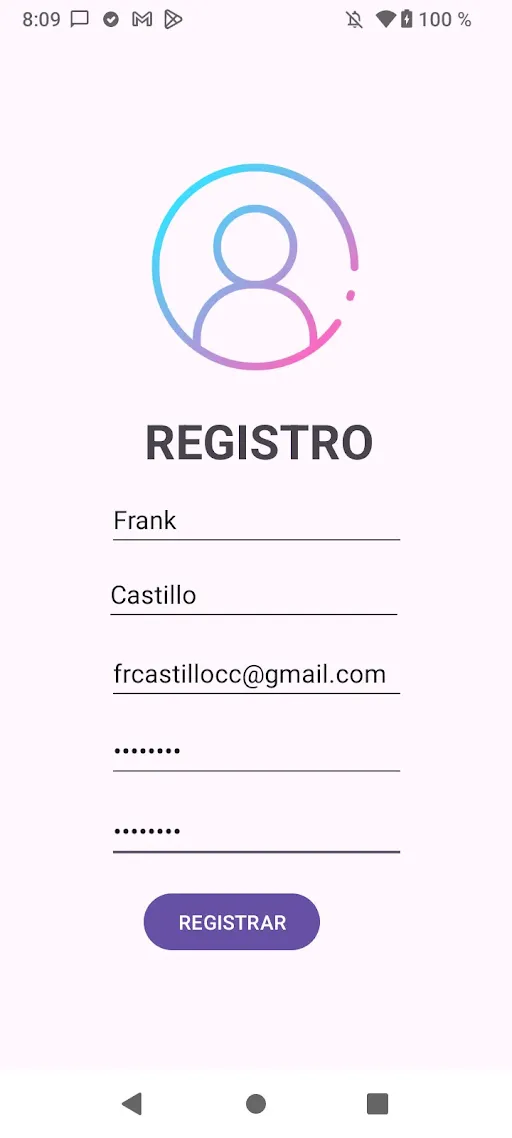 8:09 100 %
REGISTRO
Frank
Castillo
frcastillocc@gmail.com
••••••••
••••••••
REGISTRAR